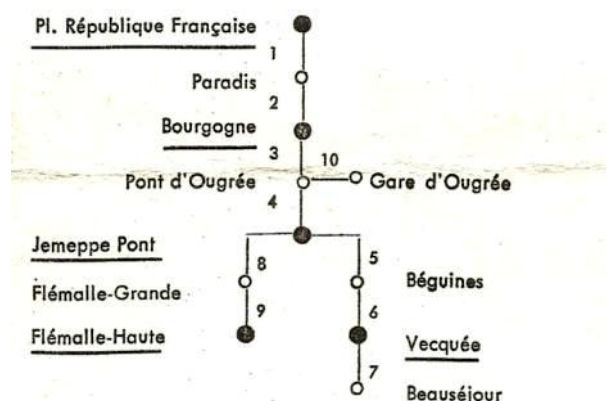 Pl. République Française
1
Paradis
2
Bourgogne
3
10
Pont d'Ougrée
Gare d'Ougrée
4
Jemeppe Pont
8
5
Flémalle-Grande
Béguines
9
6
Flémalle-Haute
Vecquée
7
Beauséjour